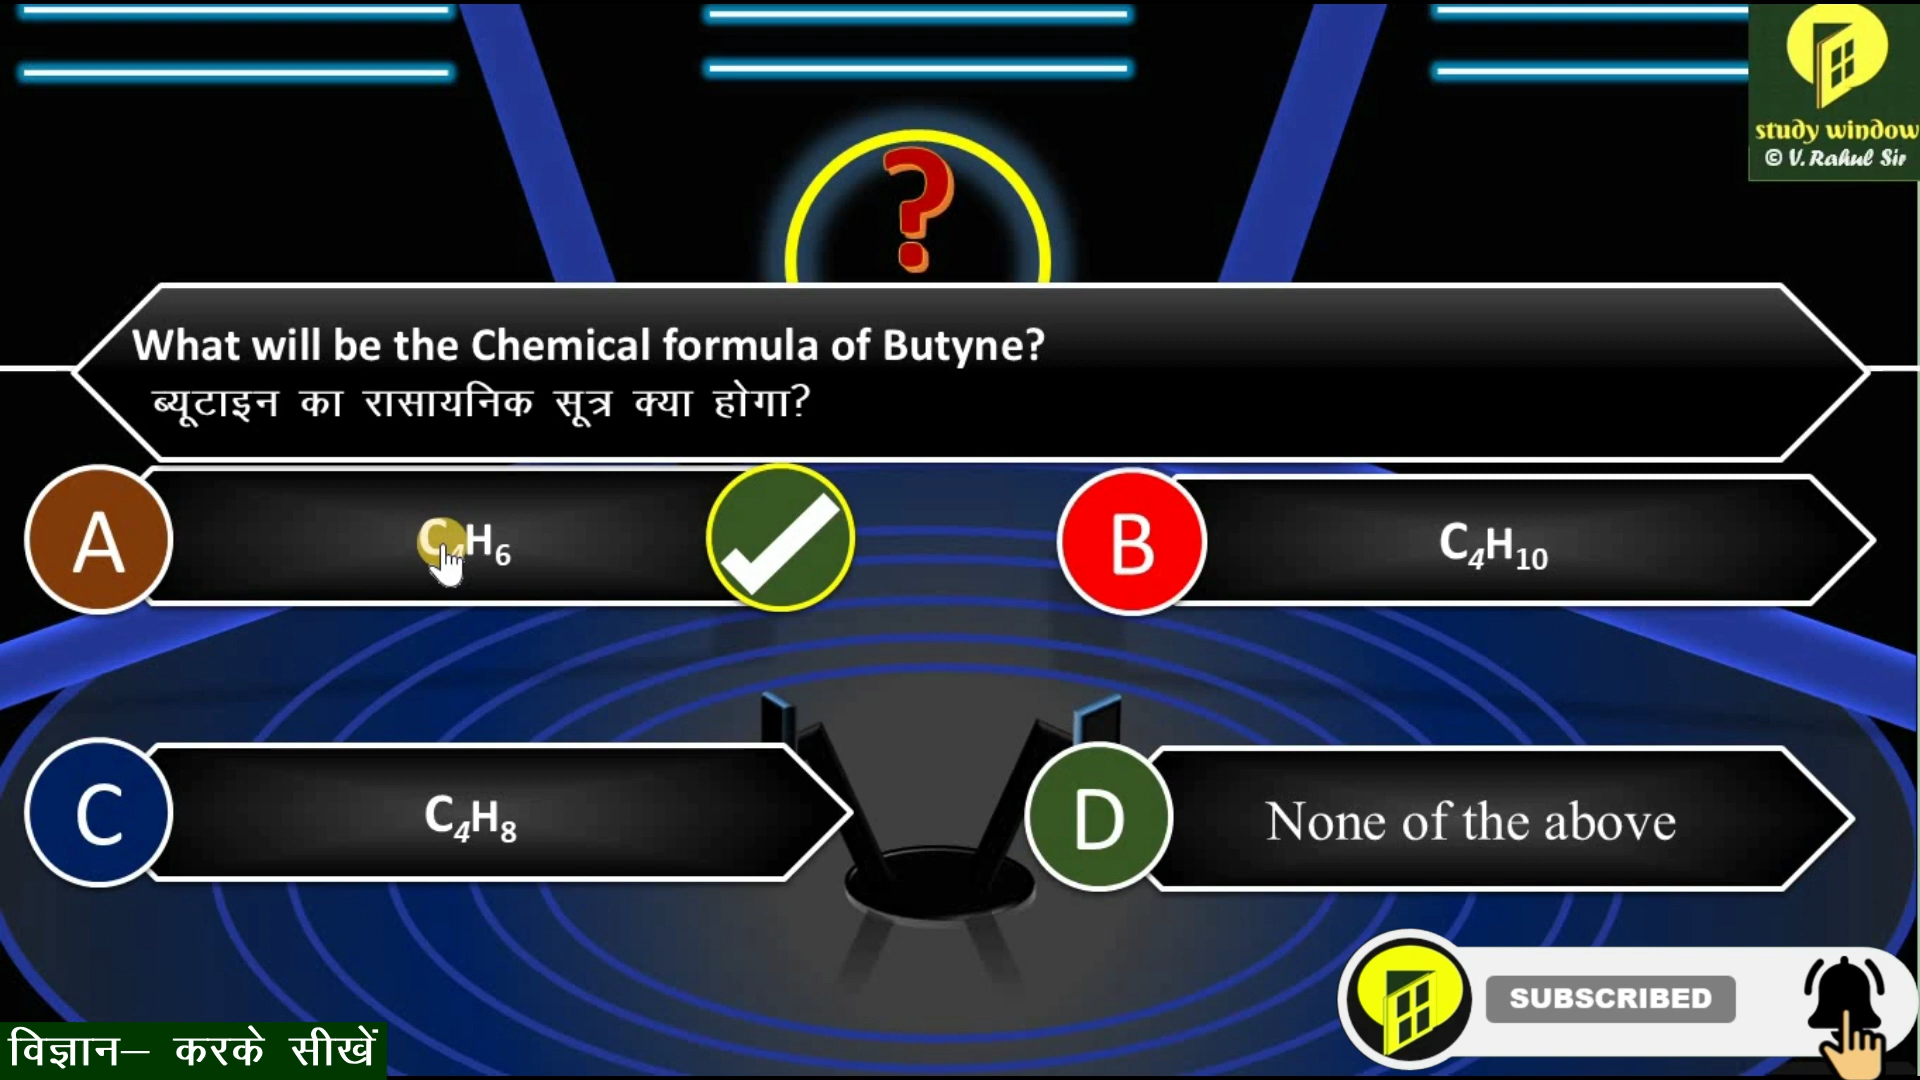 study window
© V. Rahul Sir
?
What will be the Chemical formula of Butyne?
ब्यूटाइन का रासायनिक सूत्र क्या होगा?
A
C₄H₆
B
C₄H₁₀
C
C₄H₈
D
None of the above
SUBSCRIBED
विज्ञान– करके सीखें